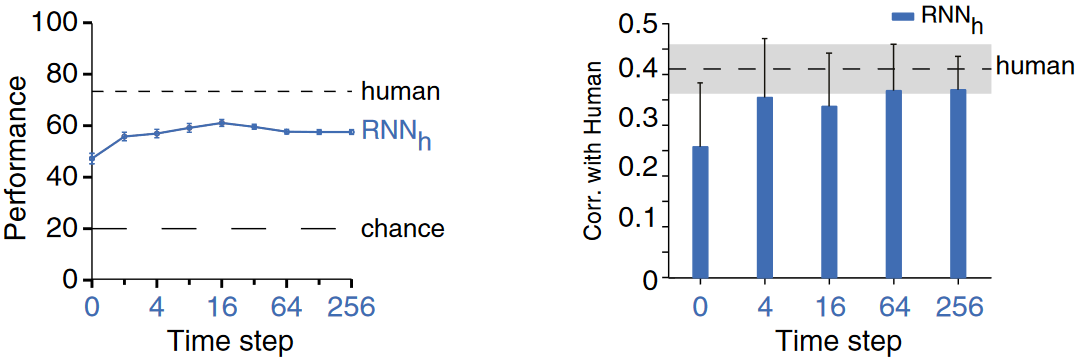 100
80
60
40
20
0
Performance
human
RNNh
chance
0 4 16 64 256
Time step
RNNh
0.5
0.4
0.3
0.2
0.1
0
Corr. with Human
human
0 4 16 64 256
Time step